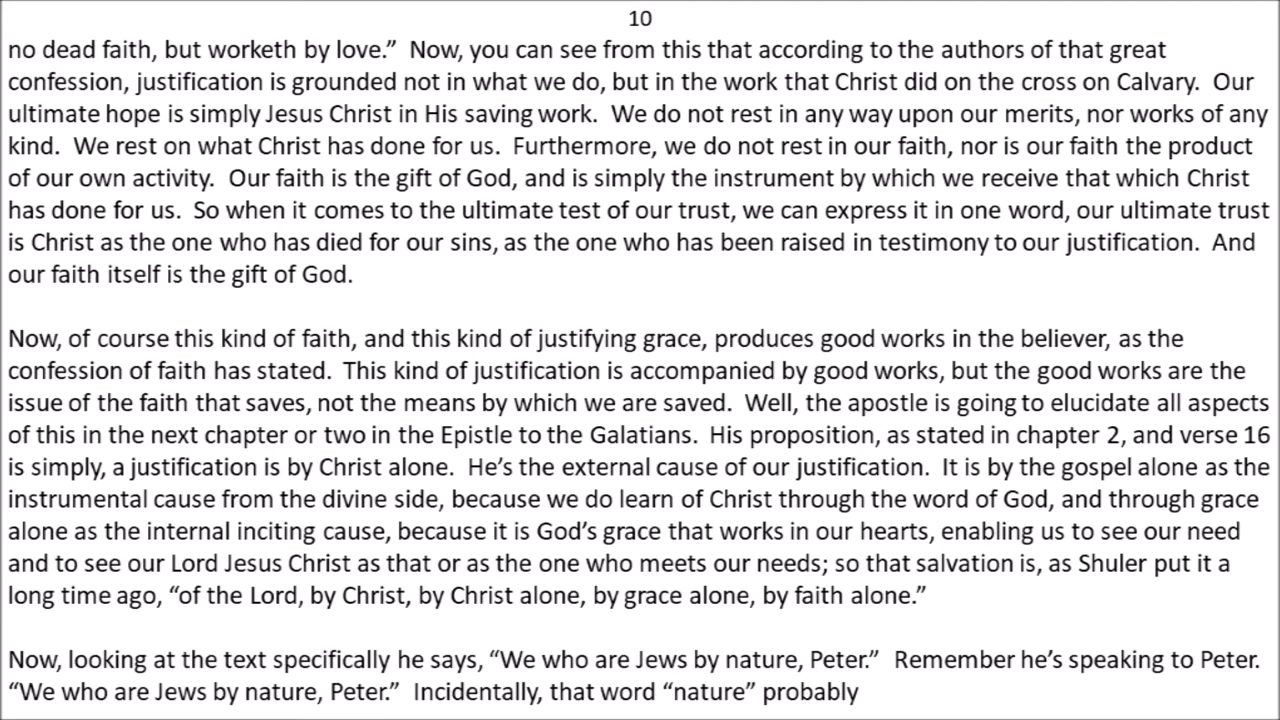 10
no dead faith, but worketh by love.”  Now, you can see from this that according to the authors of that great
confession, justification is grounded not in what we do, but in the work that Christ did on the cross on Calvary.  Our
ultimate hope is simply Jesus Christ in His saving work.  We do not rest in any way upon our merits, nor works of any
kind.  We rest on what Christ has done for us.  Furthermore, we do not rest in our faith, nor is our faith the product
of our own activity.  Our faith is the gift of God, and is simply the instrument by which we receive that which Christ
has done for us.  So when it comes to the ultimate test of our trust, we can express it in one word, our ultimate trust
is Christ as the one who has died for our sins, as the one who has been raised in testimony to our justification.  And
our faith itself is the gift of God.

Now, of course this kind of faith, and this kind of justifying grace, produces good works in the believer, as the
confession of faith has stated.  This kind of justification is accompanied by good works, but the good works are the
issue of the faith that saves, not the means by which we are saved.  Well, the apostle is going to elucidate all aspects
of this in the next chapter or two in the Epistle to the Galatians.  His proposition, as stated in chapter 2, and verse 16
is simply, a justification is by Christ alone.  He’s the external cause of our justification.  It is by the gospel alone as the
instrumental cause from the divine side, because we do learn of Christ through the word of God, and through grace
alone as the internal inciting cause, because it is God’s grace that works in our hearts, enabling us to see our need
and to see our Lord Jesus Christ as that or as the one who meets our needs; so that salvation is, as Shuler put it a
long time ago, “of the Lord, by Christ, by Christ alone, by grace alone, by faith alone.”

Now, looking at the text specifically he says, “We who are Jews by nature, Peter.”  Remember he’s speaking to Peter.
“We who are Jews by nature, Peter.”  Incidentally, that word “nature” probably